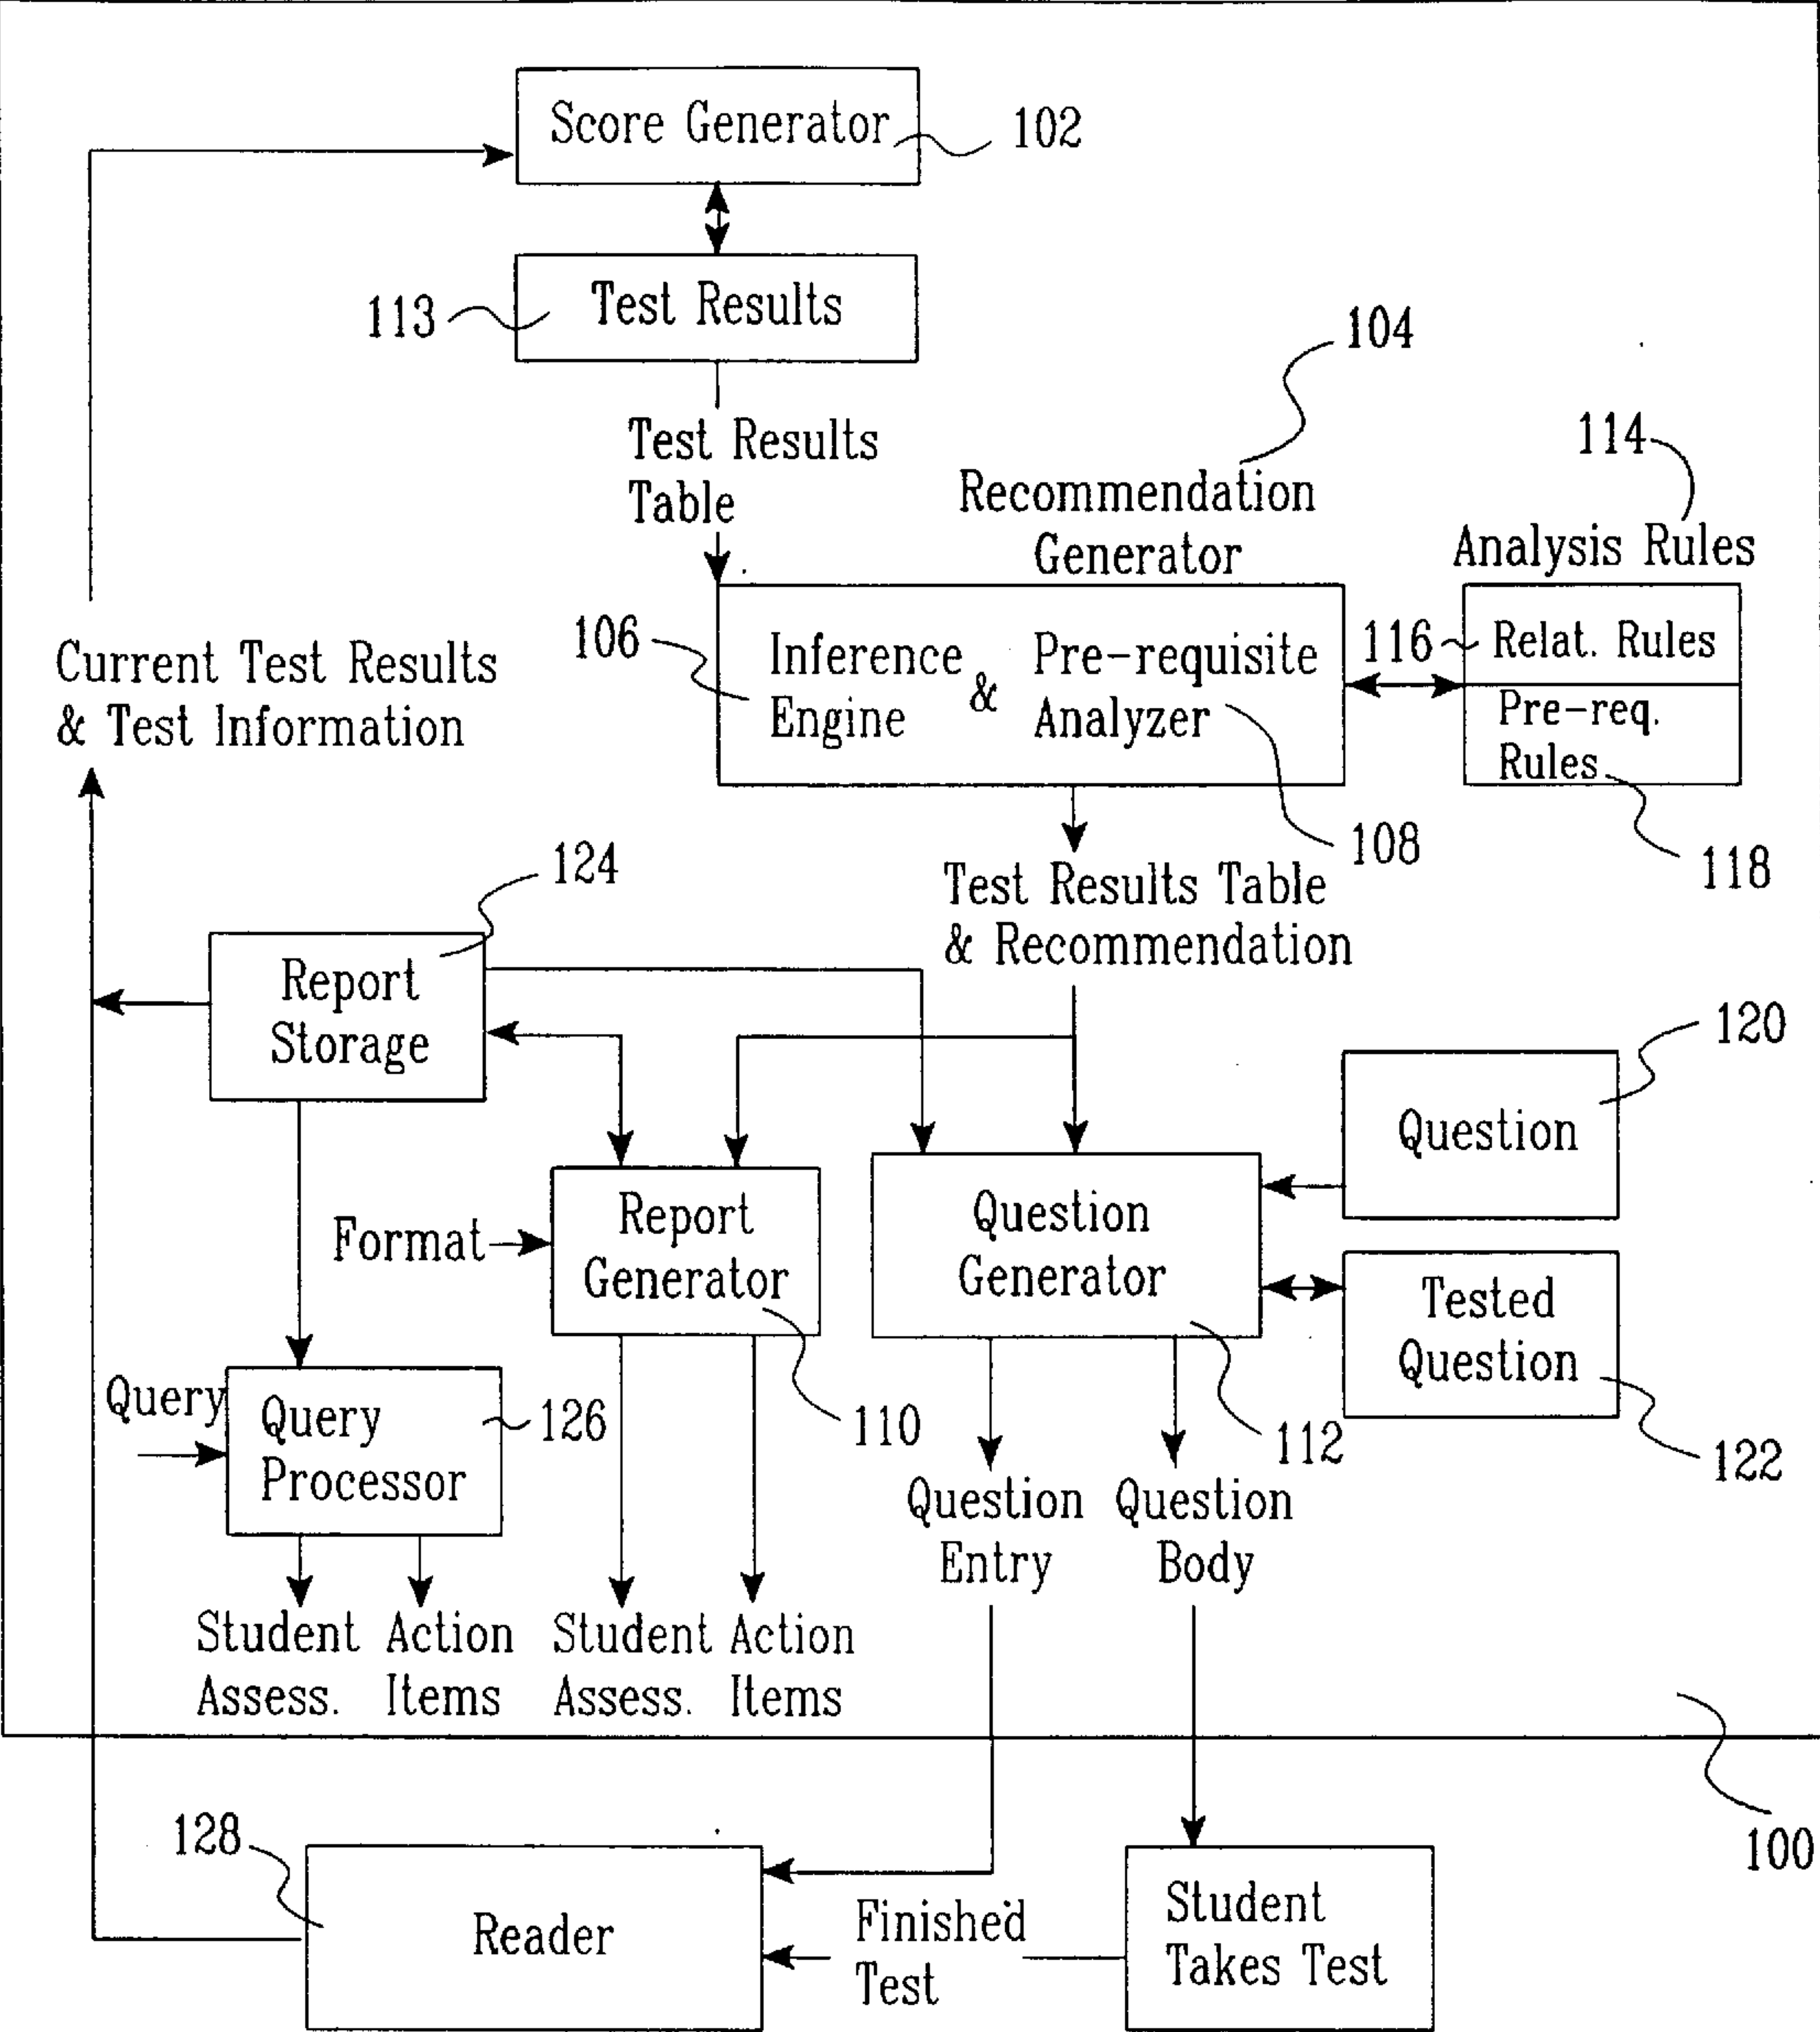 Score Generator
102
Test Results
113
104
Test Results
Table
114
Recommendation
Generator
Analysis Rules
106
Inference
Engine
&
Pre-requisite
Analyzer
116
Relat. Rules
Pre-req.
Rules
Current Test Results
& Test Information
108
118
124
Test Results Table
& Recommendation
Report
Storage
120
Question
Format
Report
Generator
Question
Generator
Tested
Question
Query
Query
Processor
126
110
112
122
Question
Entry
Question
Body
Student
Assess.
Action
Items
Student
Assess.
Action
Items
100
128
Reader
Finished
Test
Student
Takes Test